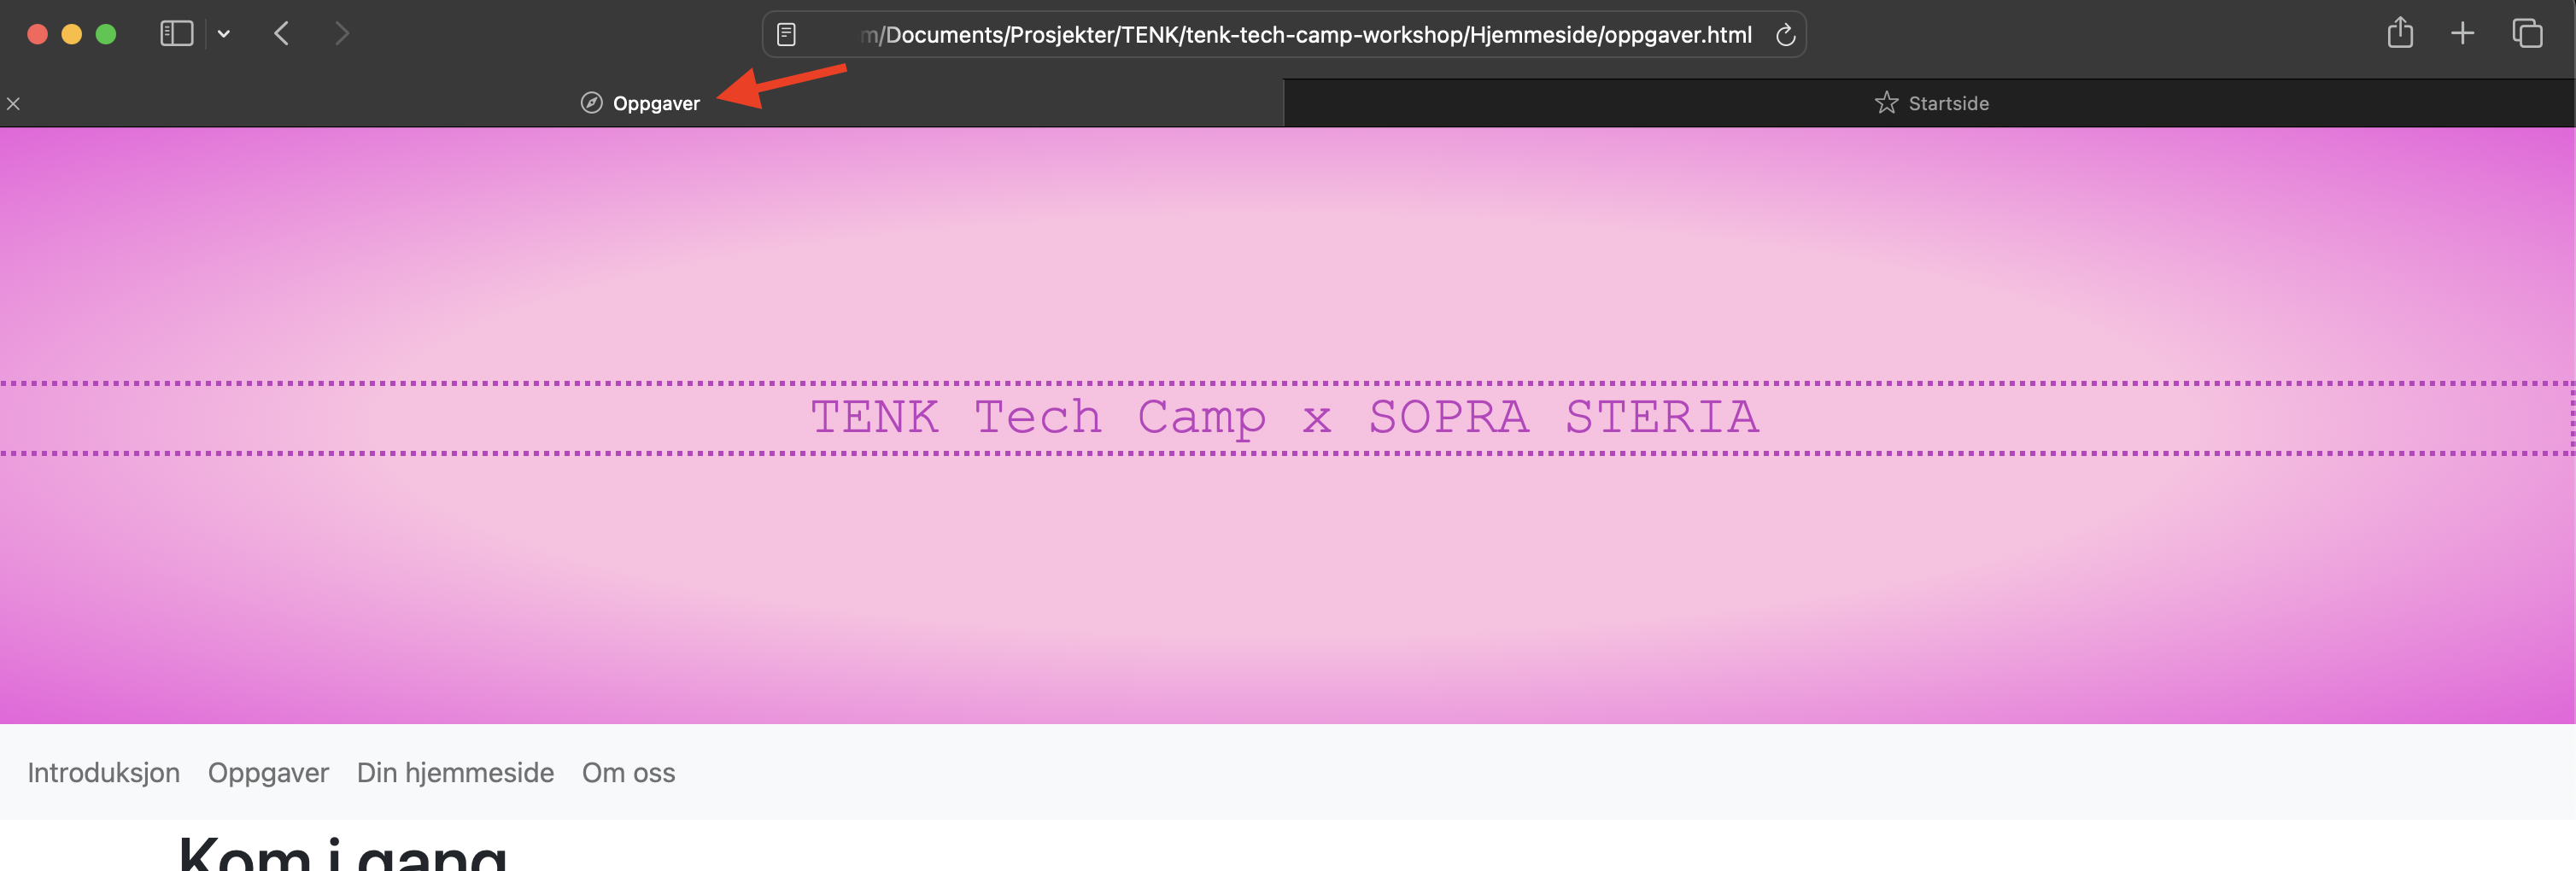 m/Documents/Prosjekter/TENK/tenk-tech-camp-workshop/Hjemmeside/oppgaver.html
Oppgaver
Startside
TENK Tech Camp x SOPRA STERIA
Introduksjon Oppgaver Din hjemmeside Om oss
Kom i gang